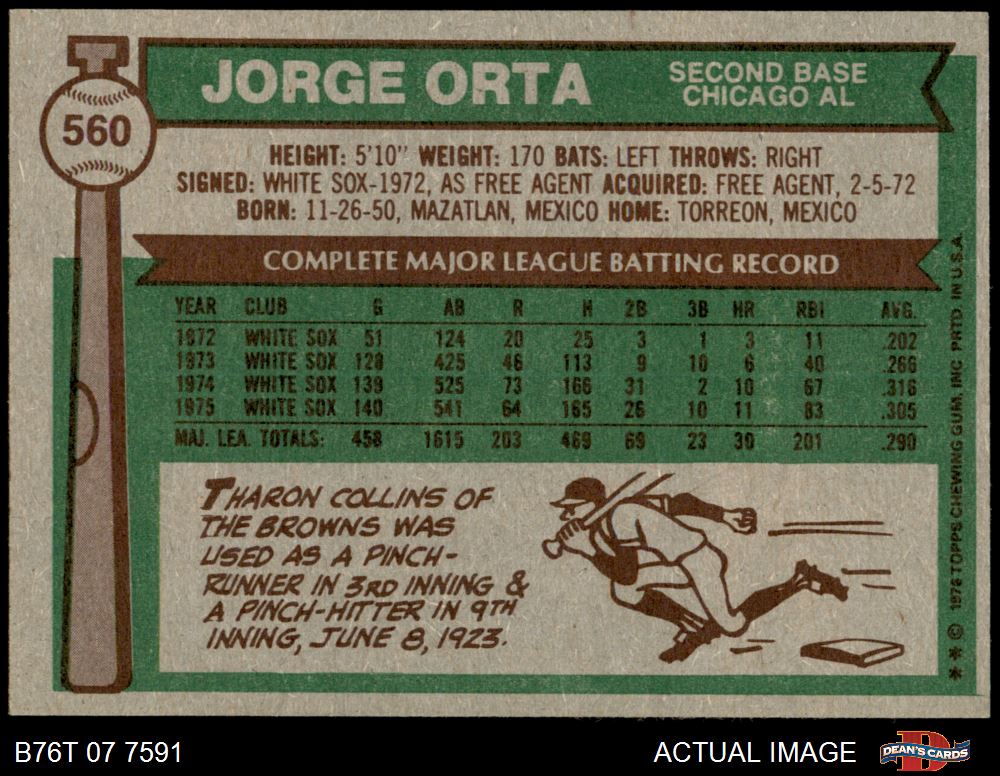 560
JORGE ORTA
SECOND BASE
CHICAGO AL
HEIGHT: 5'10" WEIGHT: 170 BATS: LEFT THROWS: RIGHT
SIGNED: WHITE SOX-1972, AS FREE AGENT ACQUIRED: FREE AGENT, 2-5-72
BORN: 11-26-50, MAZATLAN, MEXICO HOME: TORREON, MEXICO
COMPLETE MAJOR LEAGUE BATTING RECORD
YEAR CLUB G AB R H 2B 3B HR RBI AVG.
1972 WHITE SOX 51 124 20 25 3 1 3 11 .202
1973 WHITE SOX 128 425 46 113 9 10 6 40 .266
1974 WHITE SOX 139 525 73 166 31 2 10 67 .316
1975 WHITE SOX 140 541 64 165 26 10 11 83 .305
MAJ. LEA. TOTALS: 458 1615 203 469 69 23 30 201 .290
THARON COLLINS OF
THE BROWNS WAS
USED AS A PINCH-
RUNNER IN 3RD INNING &
A PINCH-HITTER IN 9TH
INNING, JUNE 8, 1923.
* * © 1976 TOPPS CHEWING GUM, INC PRTD IN U.S.A.
B76T 07 7591
ACTUAL IMAGE
D
DEAN'S CARDS